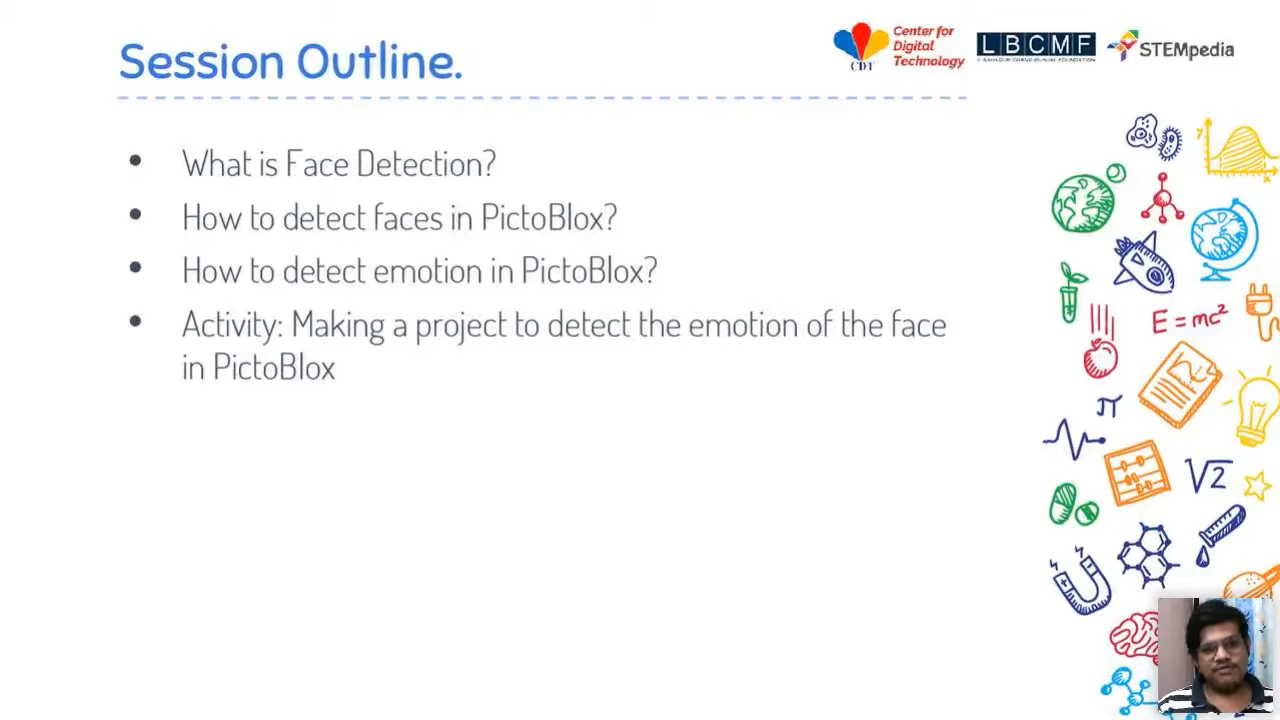 Session Outline.
Center for
Digital
Technology
CDT
LBCMF
STEMpedia
• What is Face Detection?
• How to detect faces in PictoBlox?
• How to detect emotion in PictoBlox?
• Activity: Making a project to detect the emotion of the face
in PictoBlox
y
x
E = mc²
π
√2